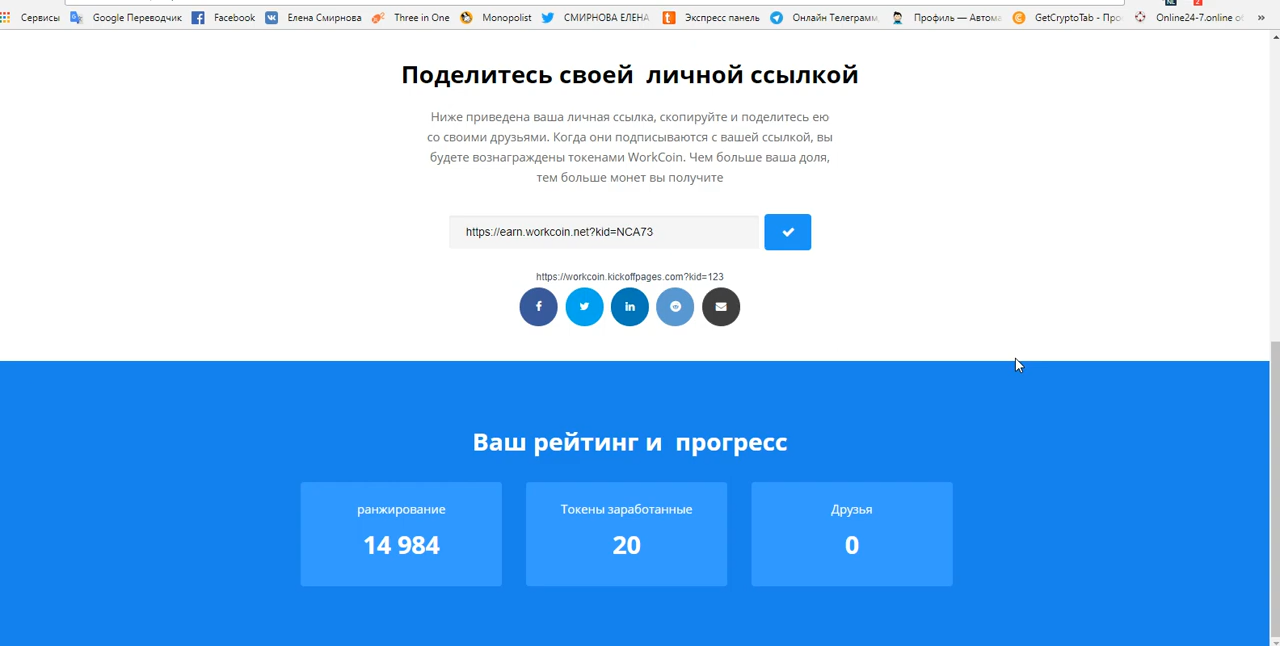 Сервисы Google Переводчик Facebook Елена Смирнова Three in One Monopolist СМИРНОВА ЕЛЕНА Экспресс панель Онлайн Телеграмм Профиль — Автома GetCryptoTab - Про Online24-7.online о »
Поделитесь своей личной ссылкой
Ниже приведена ваша личная ссылка, скопируйте и поделитесь ею
со своими друзьями. Когда они подписываются с вашей ссылкой, вы
будете вознаграждены токенами WorkCoin. Чем больше ваша доля,
тем больше монет вы получите
https://earn.workcoin.net?kid=NCA73
https://workcoin.kickoffpages.com?kid=123
Ваш рейтинг и прогресс
ранжирование Токены заработанные Друзья
14 984 20 0